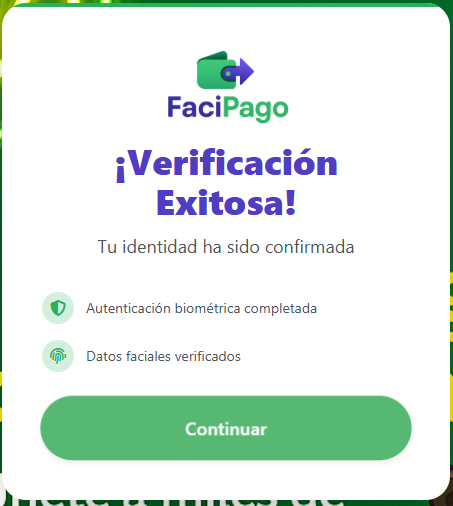 FaciPago
¡Verificación
Exitosa!
Tu identidad ha sido confirmada
Autenticación biométrica completada
Datos faciales verificados
Continuar